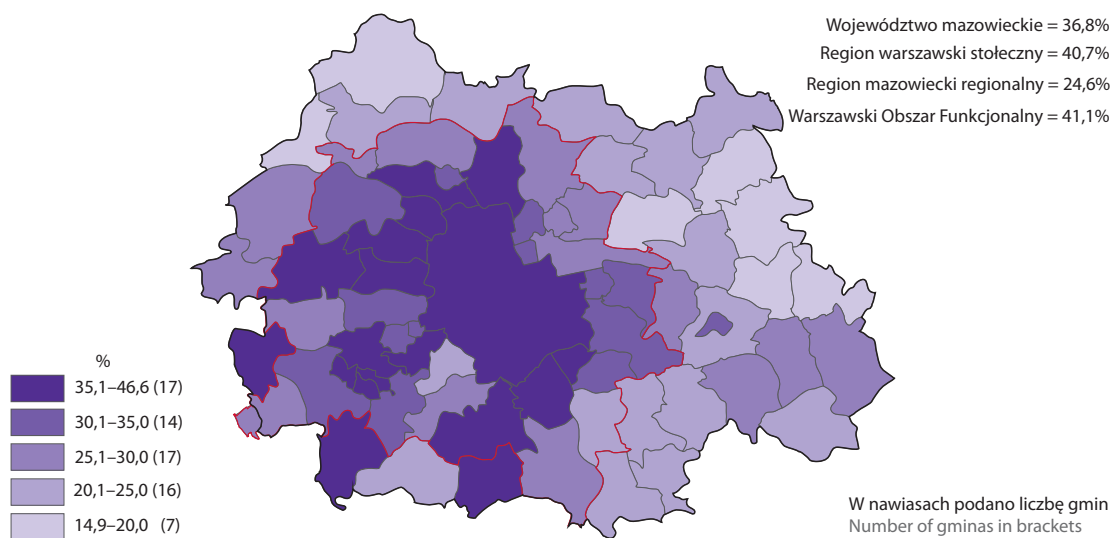 Województwo mazowieckie = 36,8%
Region warszawski stołeczny = 40,7%
Region mazowiecki regionalny = 24,6%
Warszawski Obszar Funkcjonalny = 41,1%
%
35,1–46,6 (17)
30,1–35,0 (14)
25,1–30,0 (17)
20,1–25,0 (16)
14,9–20,0 (7)
W nawiasach podano liczbę gmin
Number of gminas in brackets